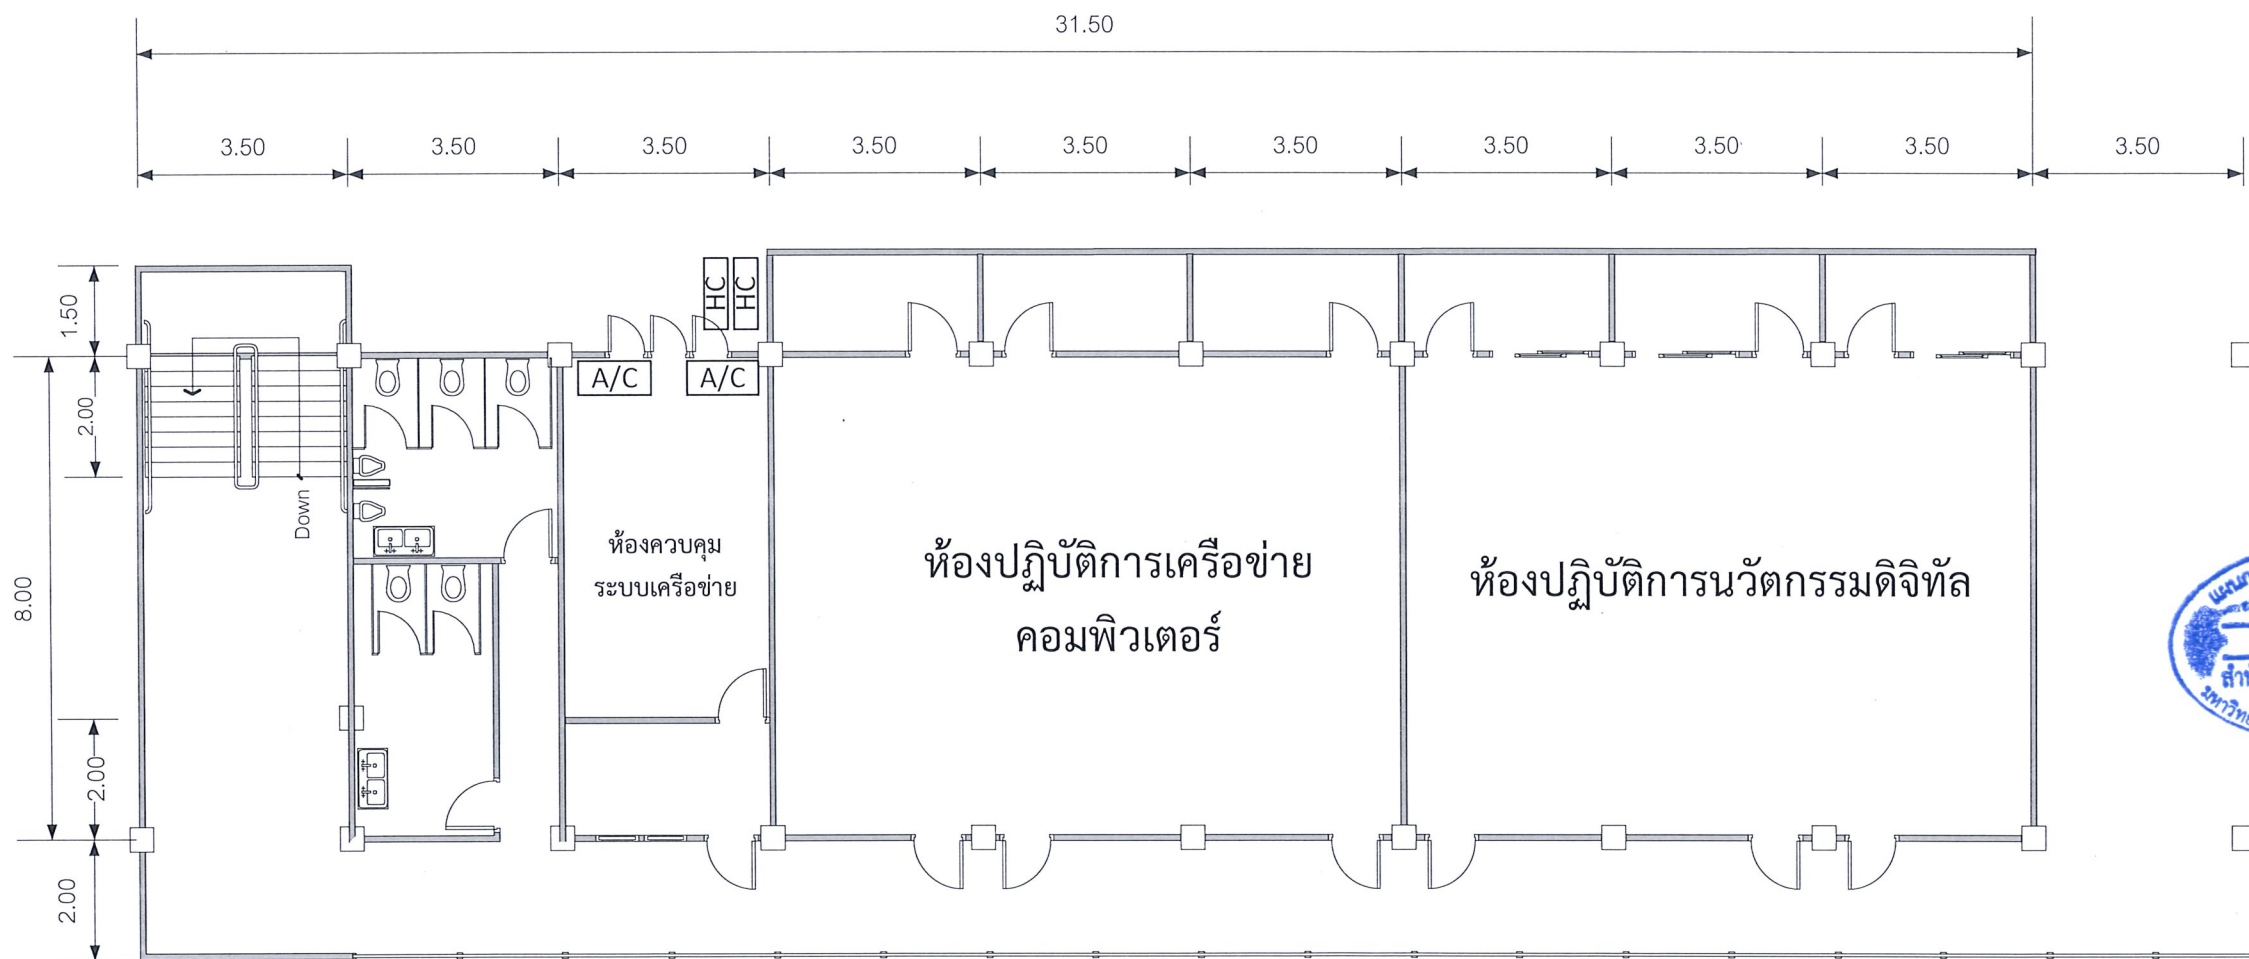 31.50
3.50 3.50 3.50 3.50 3.50 3.50 3.50 3.50 3.50 3.50
HC HC
1.50
A/C A/C
2.00
Down
ห้องควบคุม
ระบบเครือข่าย
ห้องปฏิบัติการเครือข่าย
คอมพิวเตอร์
ห้องปฏิบัติการนวัตกรรมดิจิทัล
8.00
2.00
2.00